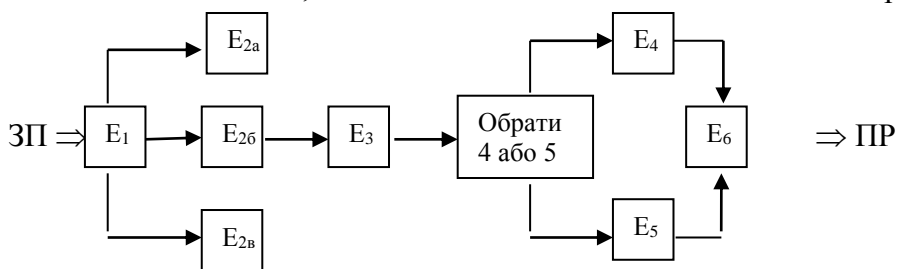 E2а
E4
ЗП ⇒
E1
E2б
E3
Обрати
4 або 5
E6
⇒ ПР
E5
E2в